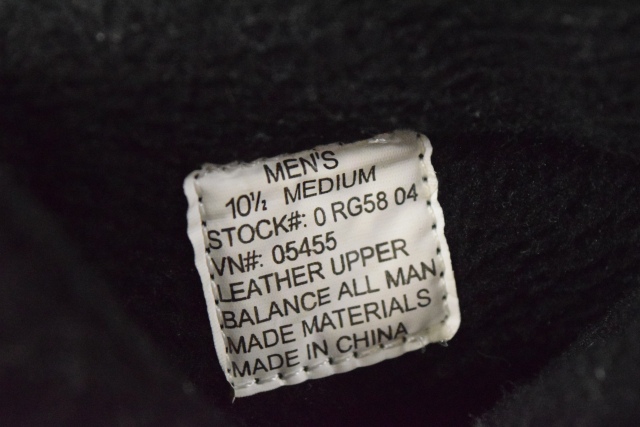 MEN'S
10½ MEDIUM
STOCK#: 0 RG58 04
VN#: 05455
LEATHER UPPER
BALANCE ALL MAN
MADE MATERIALS
MADE IN CHINA